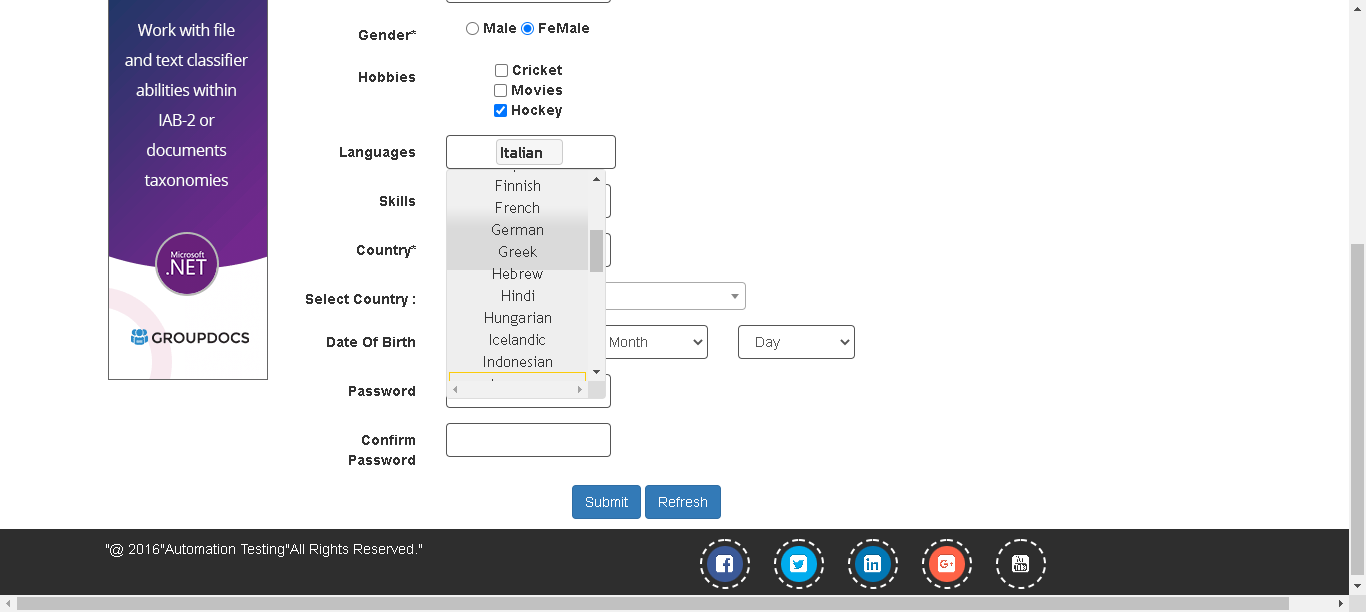 Work with file
and text classifier
abilities within
IAB-2 or
documents
taxonomies
Microsoft
.NET
GROUPDOCS
Gender*
Male FeMale
Hobbies
Cricket
Movies
Hockey
Languages
Italian
Finnish
French
German
Greek
Hebrew
Hindi
Hungarian
Icelandic
Indonesian
Skills
Country*
Select Country :
Date Of Birth
Month Day
Password
Confirm
Password
Submit Refresh
"@ 2016"Automation Testing"All Rights Reserved."